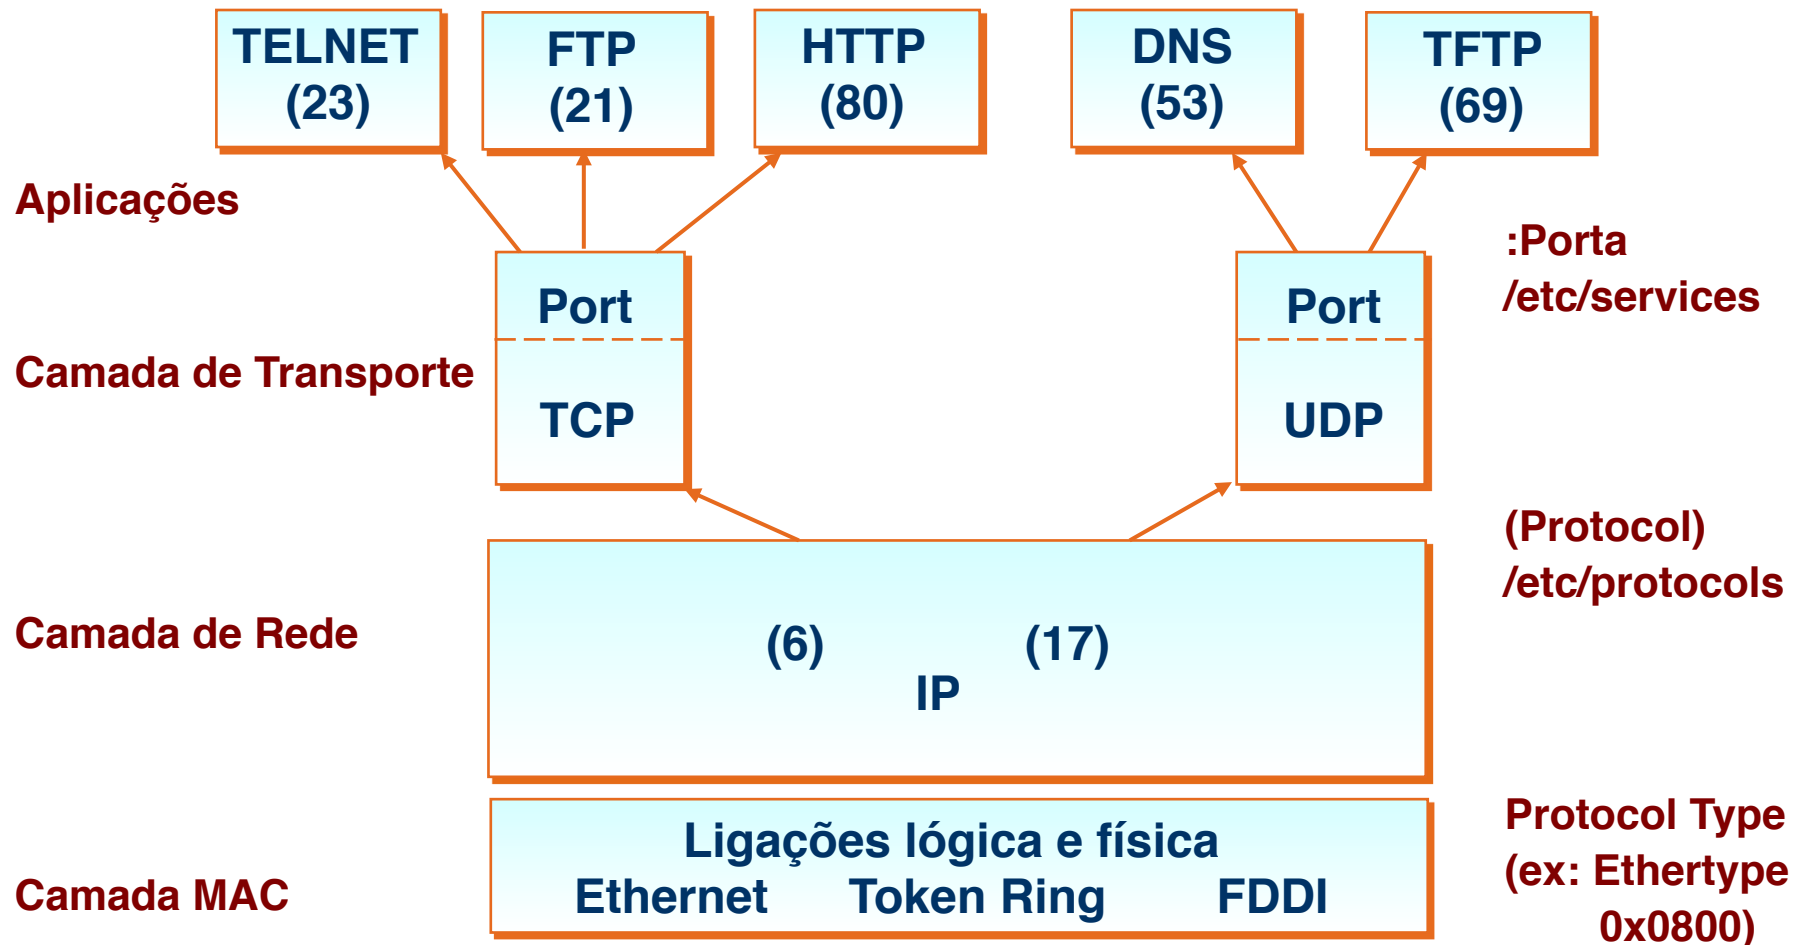 TELNET
(23)
FTP
(21)
HTTP
(80)
DNS
(53)
TFTP
(69)
Aplicações
:Porta
/etc/services
Port
Port
Camada de Transporte
TCP
UDP
(Protocol)
/etc/protocols
Camada de Rede
(6)
(17)
IP
Camada MAC
Ligações lógica e física
Ethernet
Token Ring
FDDI
Protocol Type
(ex: Ethertype
0x0800)